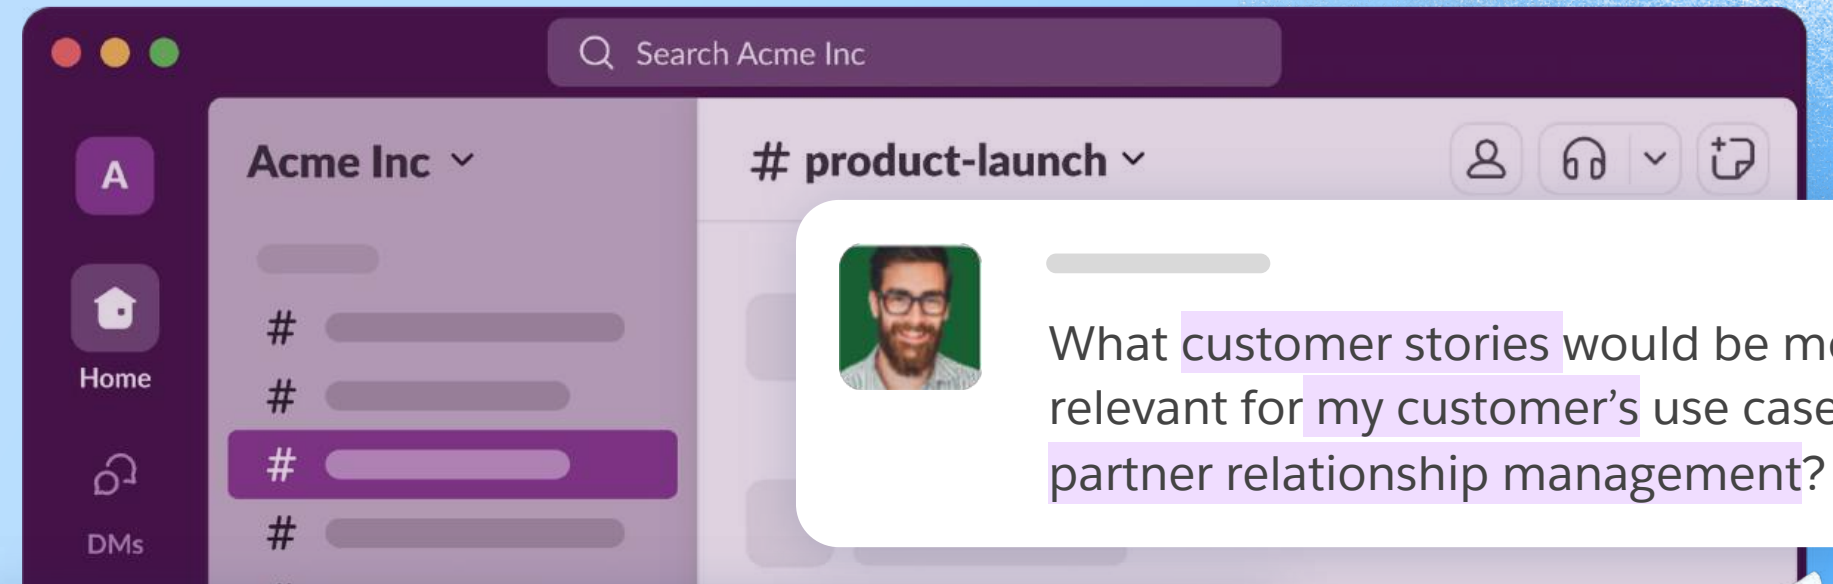 Search Acme Inc
A
Acme Inc
# product-launch
Home
#
#
#
#
DMs
What customer stories would be
relevant for my customer’s use case
partner relationship management?